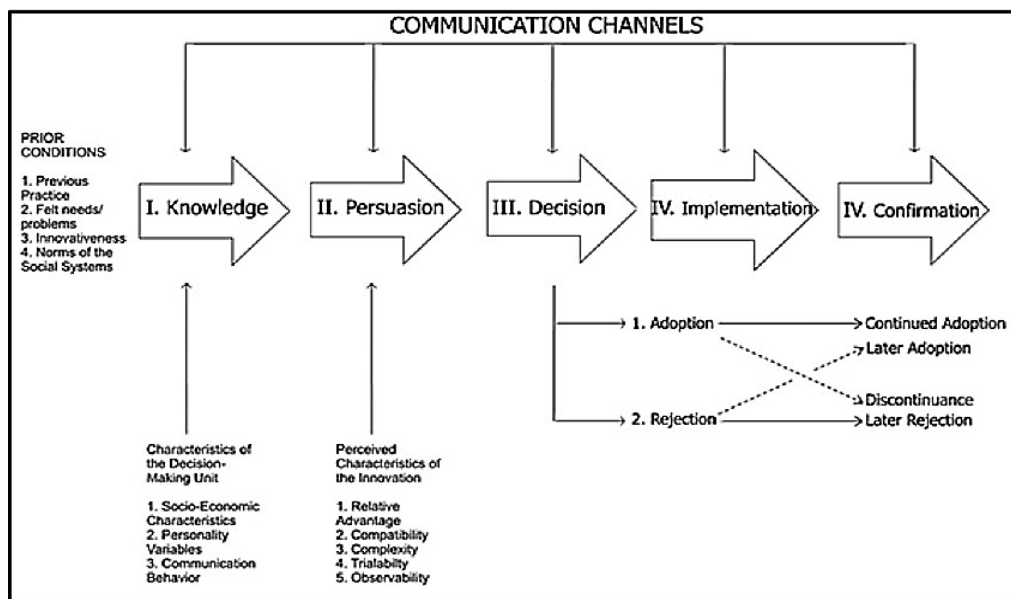 COMMUNICATION CHANNELS
PRIOR
CONDITIONS
1. Previous
Practice
2. Felt needs/
problems
3. Innovativeness
4. Norms of the
Social Systems
I. Knowledge
II. Persuasion
III. Decision
IV. Implementation
IV. Confirmation
1. Adoption
Continued Adoption
Later Adoption
Discontinuance
2. Rejection
Later Rejection
Characteristics of
the Decision-
Making Unit
1. Socio-Economic
Characteristics
2. Personality
Variables
3. Communication
Behavior
Perceived
Characteristics of
the Innovation
1. Relative
Advantage
2. Compatibility
3. Complexity
4. Trialabilty
5. Observability